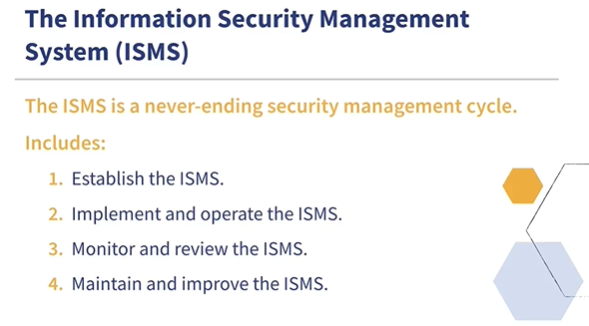 The Information Security Management
System (ISMS)
The ISMS is a never-ending security management cycle.
Includes:
1. Establish the ISMS.
2. Implement and operate the ISMS.
3. Monitor and review the ISMS.
4. Maintain and improve the ISMS.